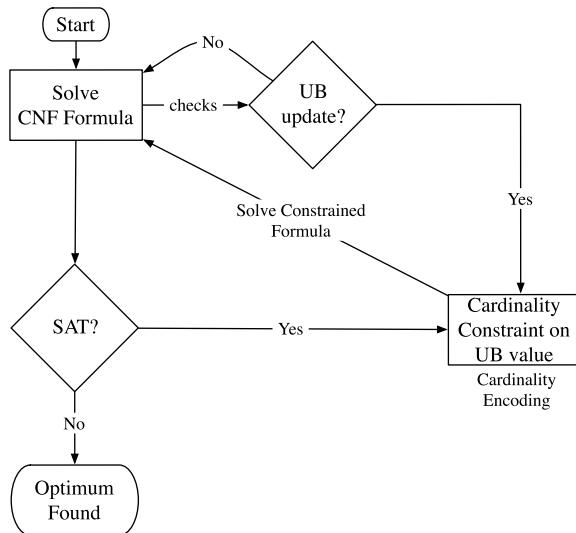 Start
No
Solve
CNF Formula
checks
UB
update?
Yes
Solve Constrained
Formula
SAT?
Yes
Cardinality
Constraint on
UB value
Cardinality
Encoding
No
Optimum
Found